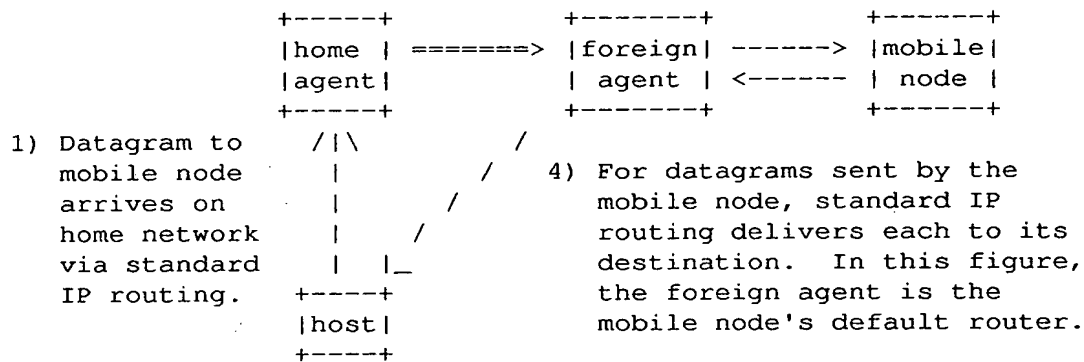 +-----+ +-------+ +------+
|home | =======> |foreign| ------> |mobile|
|agent| | agent | <------ | node |
+-----+ +-------+ +------+
1) Datagram to /|\ /
mobile node | / 4) For datagrams sent by the
arrives on | / mobile node, standard IP
home network | / routing delivers each to its
via standard | |_ destination. In this figure,
IP routing. +----+ the foreign agent is the
|host| mobile node's default router.
+----+